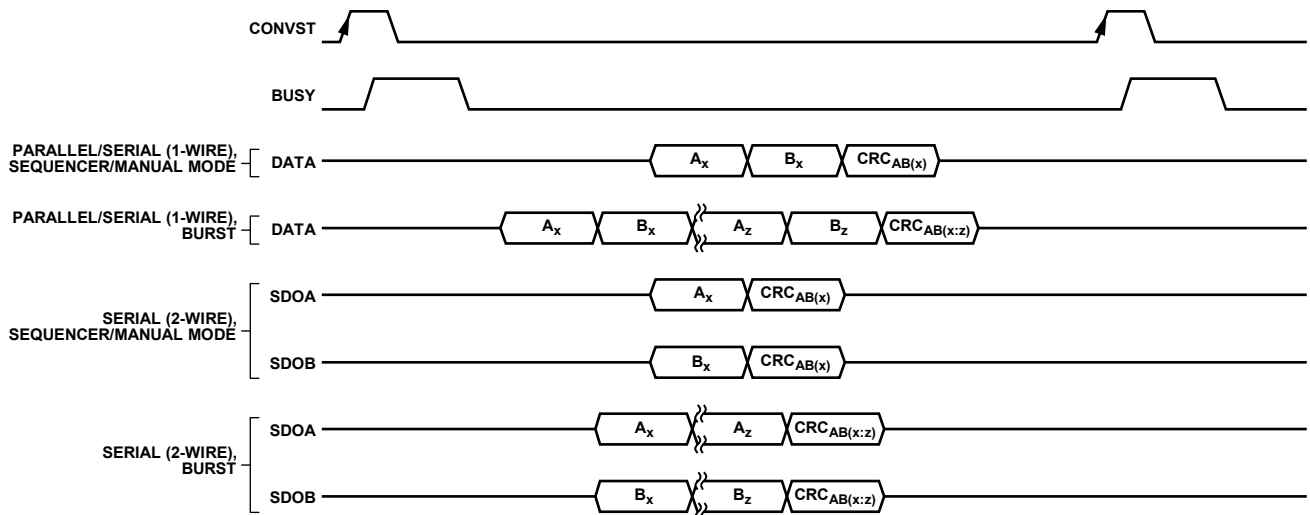 CONVST
BUSY
PARALLEL/SERIAL (1-WIRE),
SEQUENCER/MANUAL MODE
DATA
Ax
Bx
CRCAB(x)
PARALLEL/SERIAL (1-WIRE),
BURST
DATA
Ax
Bx
Az
Bz
CRCAB(x:z)
SERIAL (2-WIRE),
SEQUENCER/MANUAL MODE
SDOA
Ax
CRCAB(x)
SDOB
Bx
CRCAB(x)
SERIAL (2-WIRE),
BURST
SDOA
Ax
Az
CRCAB(x:z)
SDOB
Bx
Bz
CRCAB(x:z)